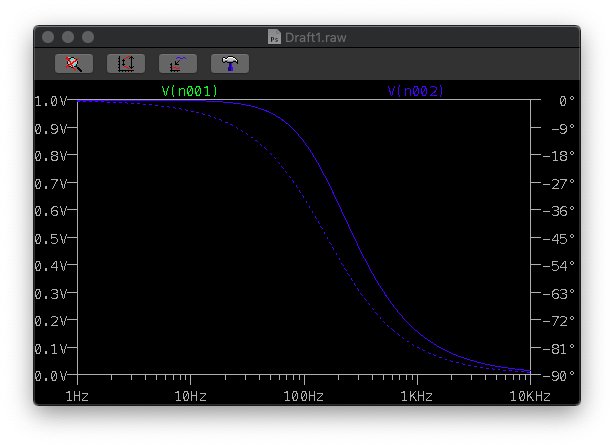 Draft1.raw
V(n001) V(n002)
1.0V 0°
0.9V -9°
0.8V -18°
0.7V -27°
0.6V -36°
0.5V -45°
0.4V -54°
0.3V -63°
0.2V -72°
0.1V -81°
0.0V -90°
1Hz 10Hz 100Hz 1KHz 10KHz